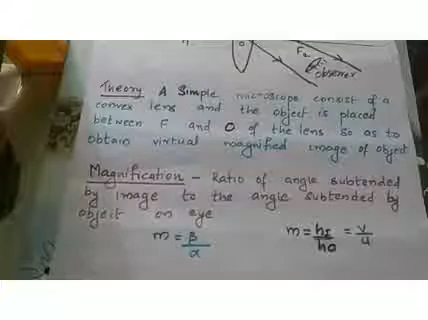 O
F₂
observer
Theory A Simple microscope consist of a
convex lens and the object is placed
between F and O of the lens so as to
obtain virtual magnified image of object
Magnification - Ratio of angle subtended
by image to the angle subtended by
object on eye
m = β/α m = hI/ho = v/u